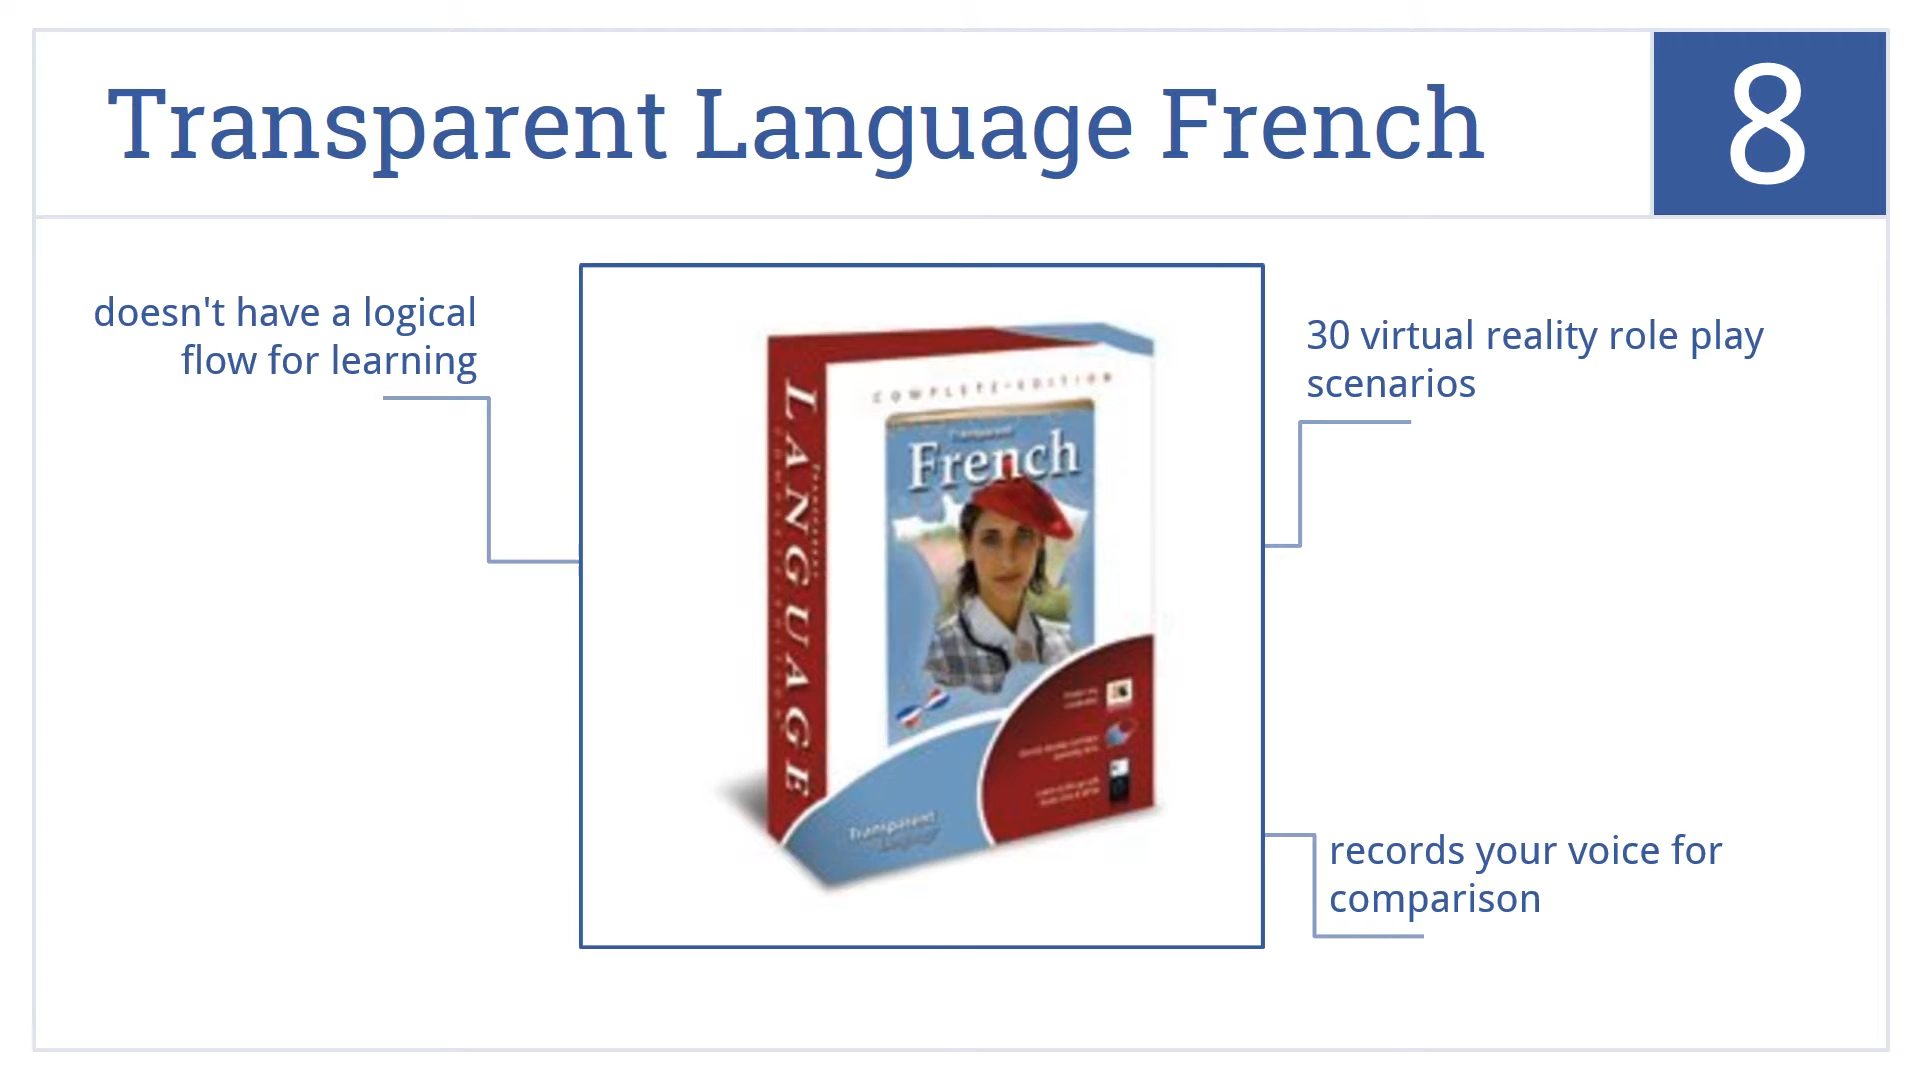 Transparent Language French
8
doesn't have a logical
flow for learning
30 virtual reality role play
scenarios
records your voice for
comparison
COMPLETE EDITION
French
LANGUAGE
Transparent